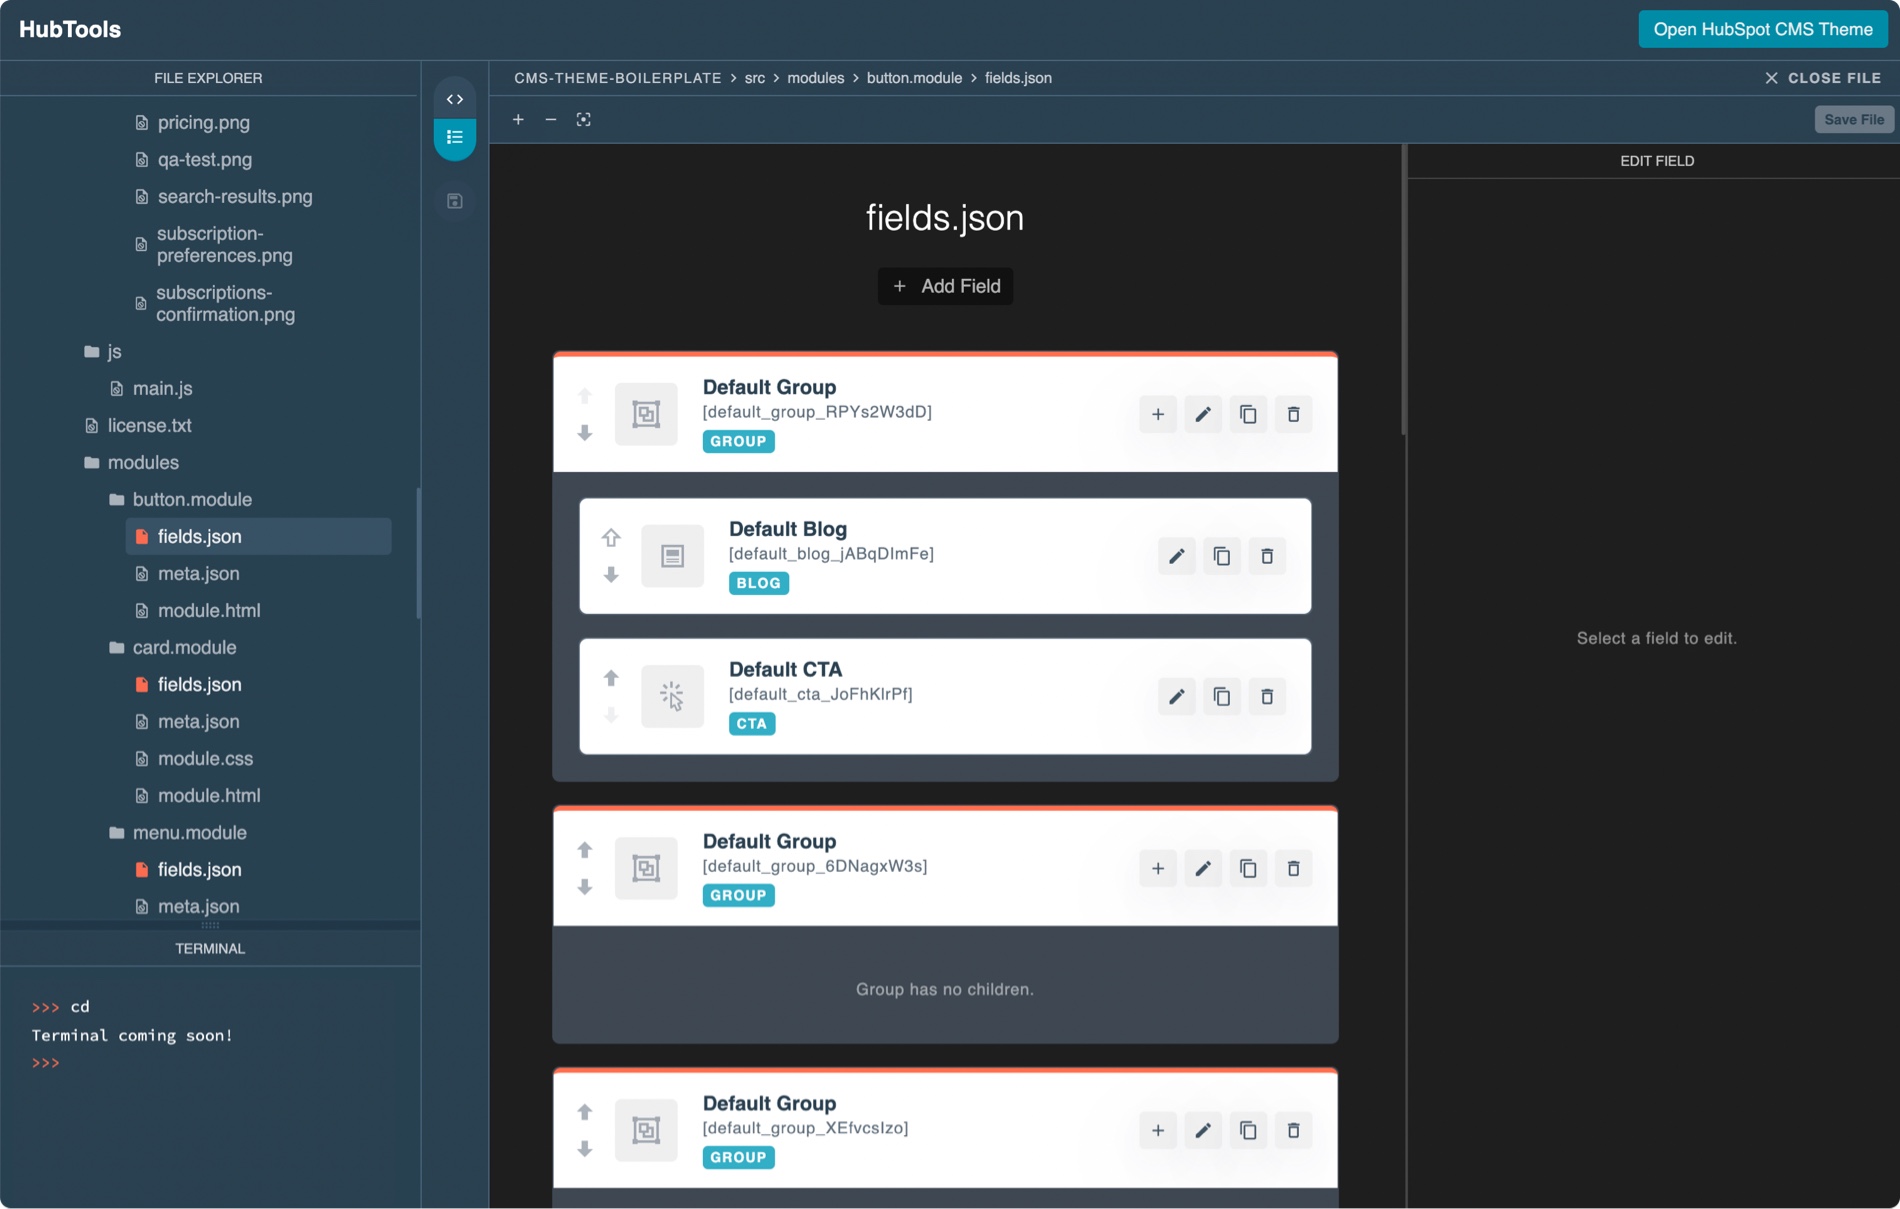 HubTools
Open HubSpot CMS Theme
FILE EXPLORER
pricing.png
qa-test.png
search-results.png
subscription-
preferences.png
subscriptions-
confirmation.png
js
main.js
license.txt
modules
button.module
fields.json
meta.json
module.html
card.module
fields.json
meta.json
module.css
module.html
menu.module
fields.json
meta.json
TERMINAL
>>> cd
Terminal coming soon!
>>>
CMS-THEME-BOILERPLATE > src > modules > button.module > fields.json
CLOSE FILE
Save File
fields.json
+ Add Field
Default Group
[default_group_RPYs2W3dD]
GROUP
Default Blog
[default_blog_jABqDImFe]
BLOG
Default CTA
[default_cta_JoFhKlrPf]
CTA
Default Group
[default_group_6DNagxW3s]
GROUP
Group has no children.
Default Group
[default_group_XEfvcsIzo]
GROUP
EDIT FIELD
Select a field to edit.